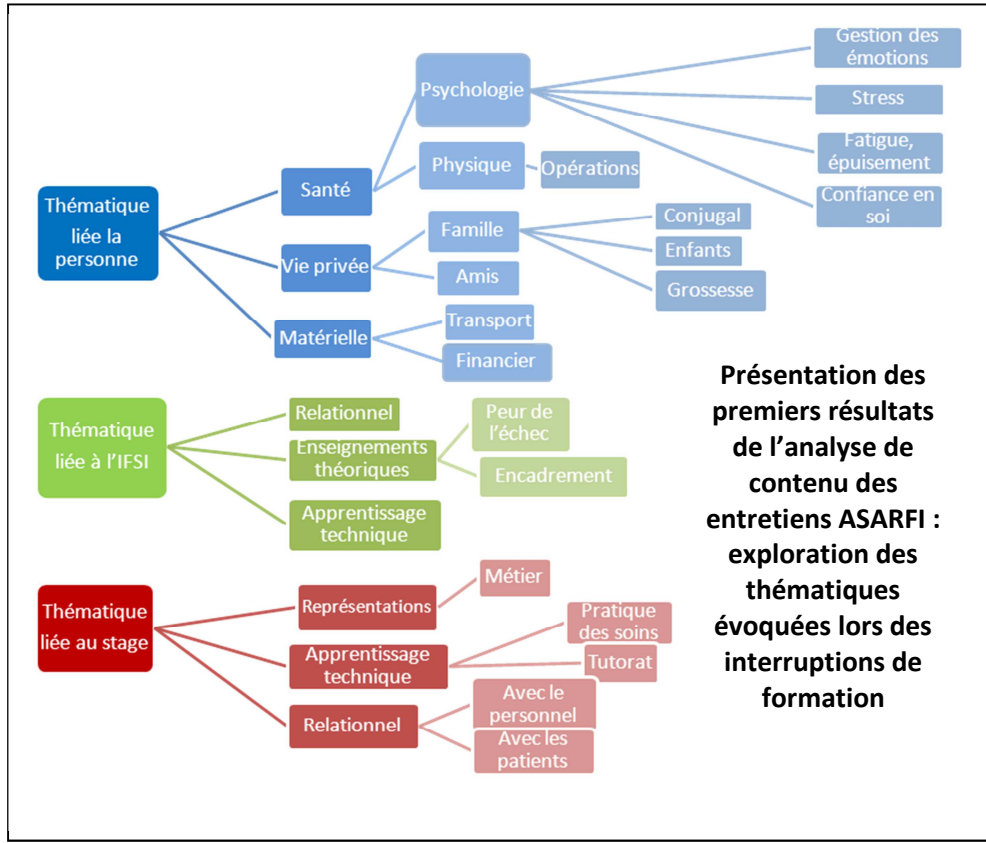 Thématique
liée la
personne
Santé
Psychologie
Gestion des
émotions
Stress
Fatigue,
épuisement
Confiance en
soi
Physique
Opérations
Vie privée
Famille
Conjugal
Enfants
Grossesse
Amis
Matérielle
Transport
Financier
Thématique
liée à l’IFSI
Relationnel
Enseignements
théoriques
Peur de
l’échec
Encadrement
Apprentissage
technique
Thématique
liée au stage
Représentations
Métier
Apprentissage
technique
Pratique
des soins
Tutorat
Relationnel
Avec le
personnel
Avec les
patients
Présentation des
premiers résultats
de l’analyse de
contenu des
entretiens ASARFI :
exploration des
thématiques
évoquées lors des
interruptions de
formation